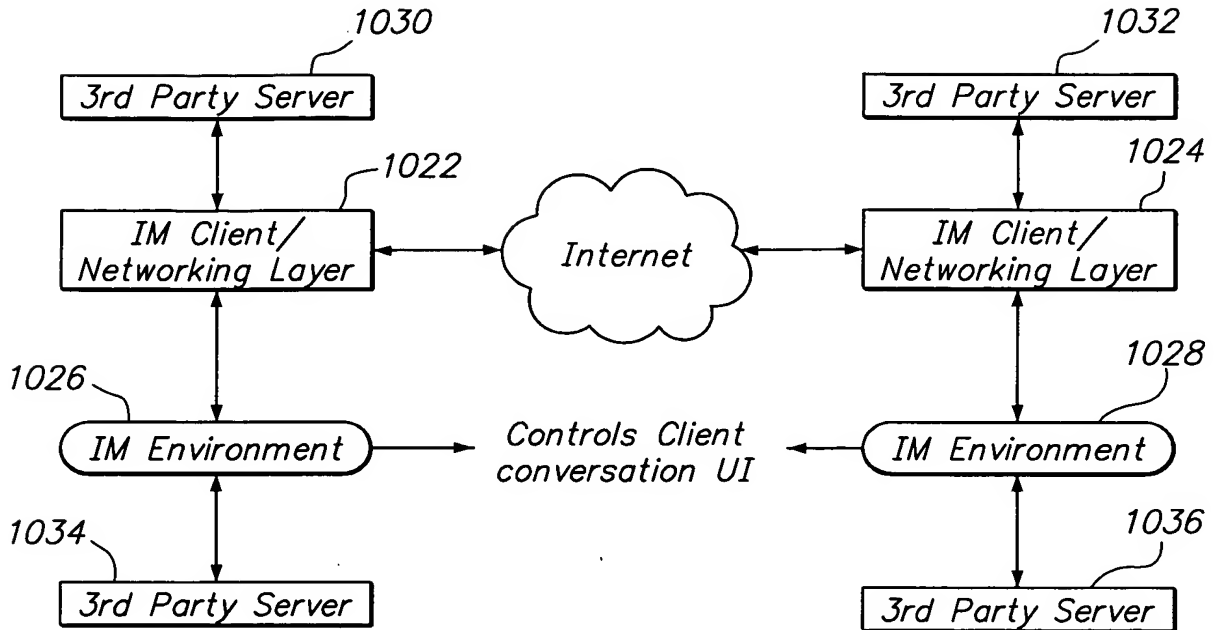 1030
1032
3rd Party Server
3rd Party Server
1022
1024
IM Client/
Networking Layer
Internet
IM Client/
Networking Layer
1026
1028
IM Environment
Controls Client
conversation UI
IM Environment
1034
1036
3rd Party Server
3rd Party Server